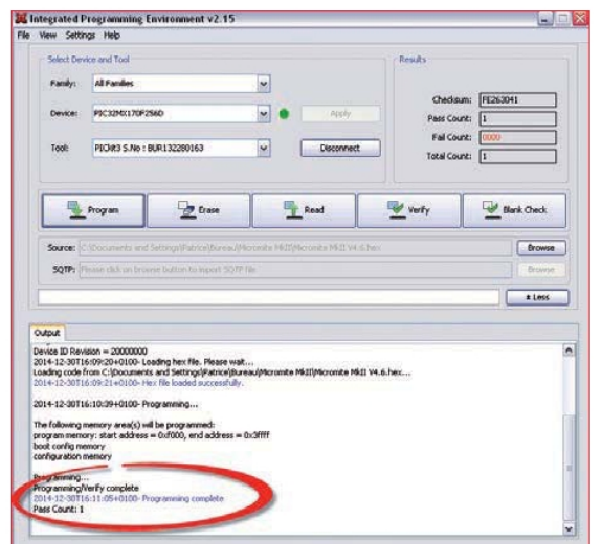 Integrated Programming Environment v2.15
File View Settings Help
Select Device and Tool
Results
Family: All Families
Checksum: FE263041
Device: PIC32MX170F256D
Apply
Pass Count: 1
Fail Count: 0000
Tool: PICkit3 S.No : BUR132280163
Disconnect
Total Count: 1
Program Erase Read Verify Blank Check
Source: C:\Documents and Settings\Patrice\Bureau\Micromite MkII\Micromite MkII V4.6.hex
Browse
SQTP: Please click on browse button to import SQTP file
Browse
Less
Output
Device ID Revision = 20000000
2014-12-30T16:09:20+0100- Loading hex file. Please wait...
Loading code from C:\Documents and Settings\Patrice\Bureau\Micromite MkII\Micromite MkII V4.6.hex...
2014-12-30T16:09:21+0100- Hex file loaded successfully.
2014-12-30T16:10:39+0100- Programming...
The following memory area(s) will be programmed:
program memory: start address = 0xf000, end address = 0x3ffff
boot config memory
configuration memory
Programming...
Programming/Verify complete
2014-12-30T16:11:05+0100- Programming complete
Pass Count: 1